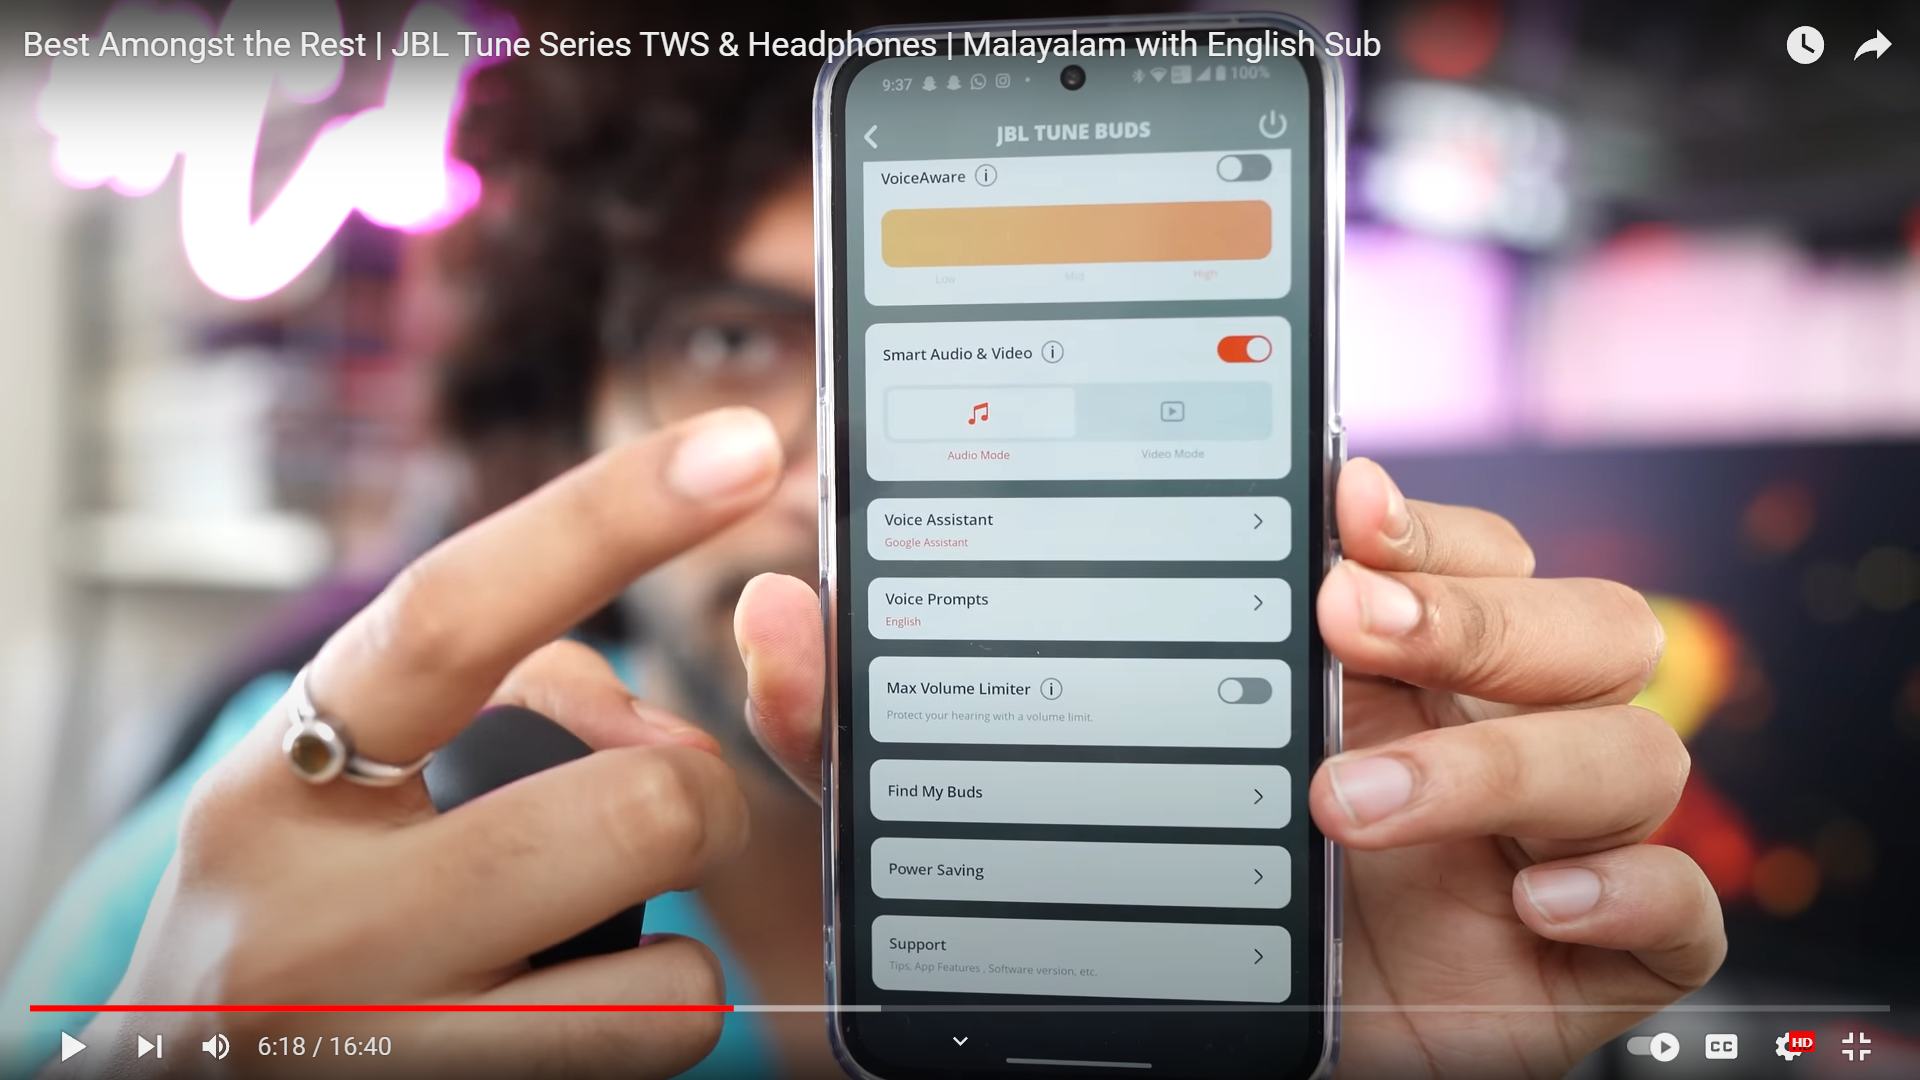 Best Amongst the Rest | JBL Tune Series TWS & Headphones | Malayalam with English Sub
9:37
100%
JBL TUNE BUDS
VoiceAware
Low
Mid
High
Smart Audio & Video
Audio Mode
Video Mode
Voice Assistant
Google Assistant
Voice Prompts
English
Max Volume Limiter
Protect your hearing with a volume limit.
Find My Buds
Power Saving
Support
Tips, App Features , Software version, etc.
6:18 / 16:40
CC
HD